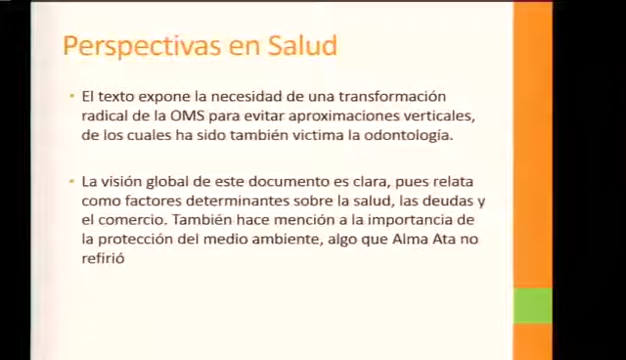 Perspectivas en Salud
• El texto expone la necesidad de una transformación
radical de la OMS para evitar aproximaciones verticales,
de los cuales ha sido también victima la odontología.
• La visión global de este documento es clara, pues relata
como factores determinantes sobre la salud, las deudas y
el comercio. También hace mención a la importancia de
la protección del medio ambiente, algo que Alma Ata no
refirió